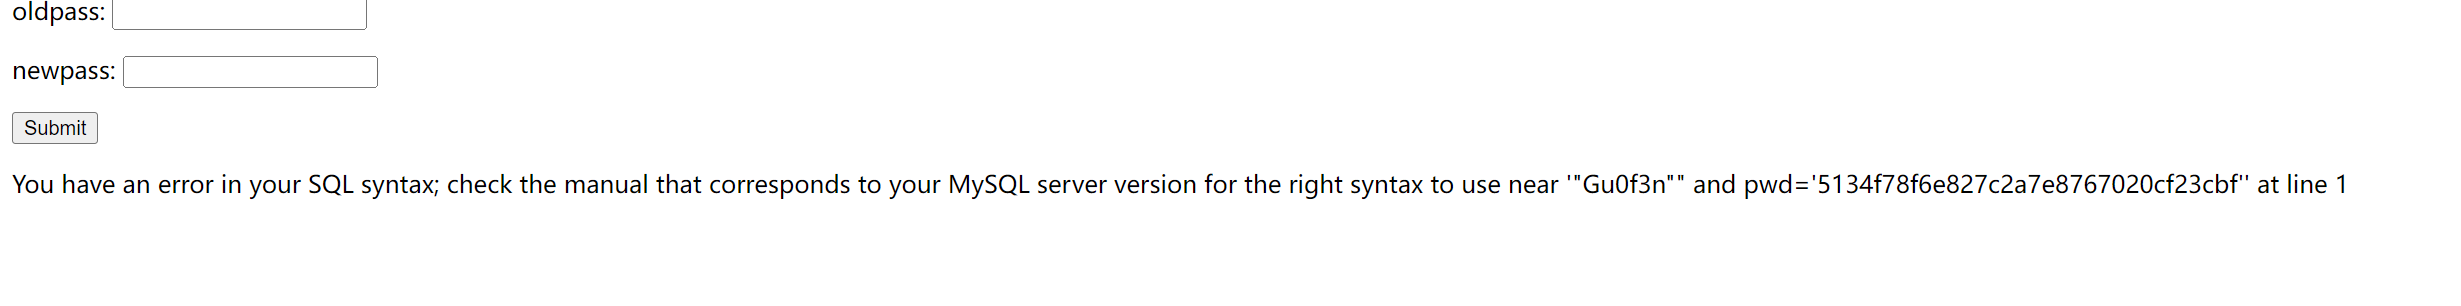 oldpass:
newpass:
Submit
You have an error in your SQL syntax; check the manual that corresponds to your MySQL server version for the right syntax to use near '"Gu0f3n"" and pwd='5134f78f6e827c2a7e8767020cf23cbf'' at line 1